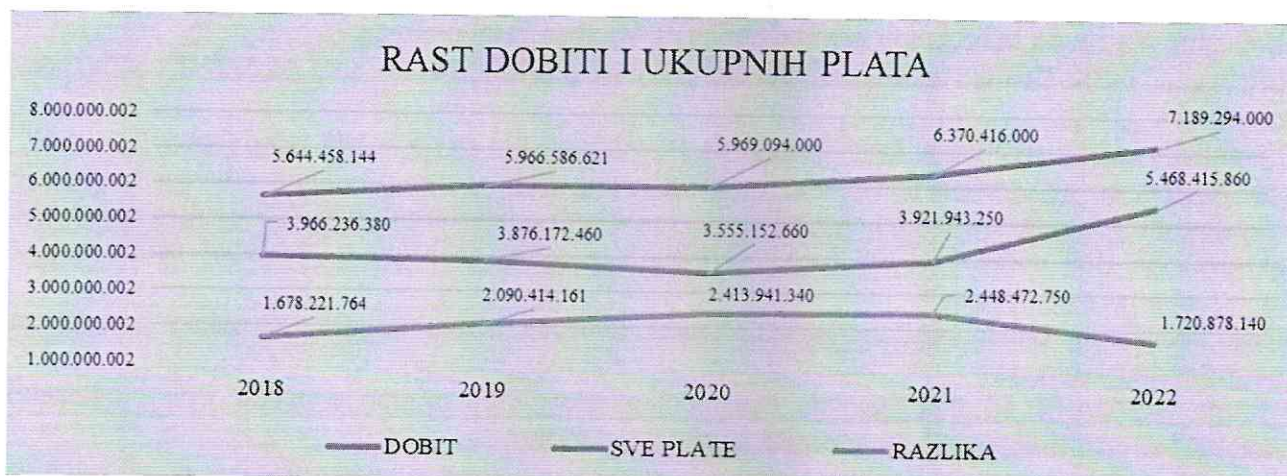 RAST DOBITI I UKUPNIH PLATA
8.000.000.002
7.000.000.002
6.000.000.002
5.000.000.002
4.000.000.002
3.000.000.002
2.000.000.002
1.000.000.002
5.644.458.144 5.966.586.621 5.969.094.000 6.370.416.000 7.189.294.000
3.966.236.380 3.876.172.460 3.555.152.660 3.921.943.250 5.468.415.860
1.678.221.764 2.090.414.161 2.413.941.340 2.448.472.750 1.720.878.140
2018 2019 2020 2021 2022
DOBIT SVE PLATE RAZLIKA